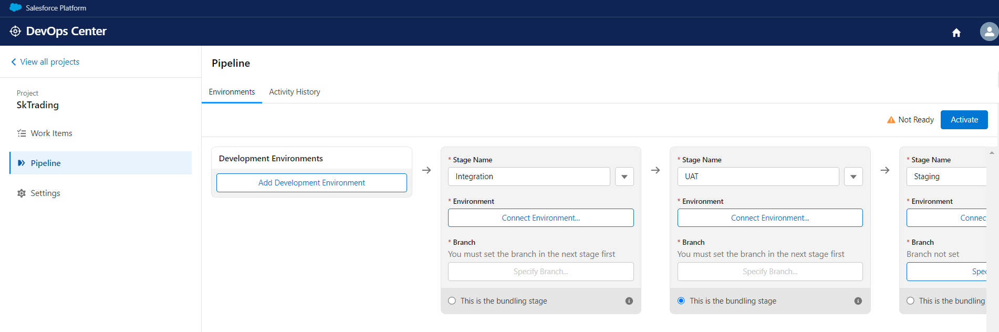 Salesforce Platform
DevOps Center
View all projects
Project
SkTrading
Work Items
Pipeline
Settings
Pipeline
Environments
Activity History
Not Ready
Activate
Development Environments
Add Development Environment
* Stage Name
Integration
* Environment
Connect Environment...
* Branch
You must set the branch in the next stage first
Specify Branch...
This is the bundling stage
* Stage Name
UAT
* Environment
Connect Environment...
* Branch
You must set the branch in the next stage first
Specify Branch...
This is the bundling stage
* Stage Name
Staging
* Environment
Connec
* Branch
Branch not set
Spec
This is the bundling